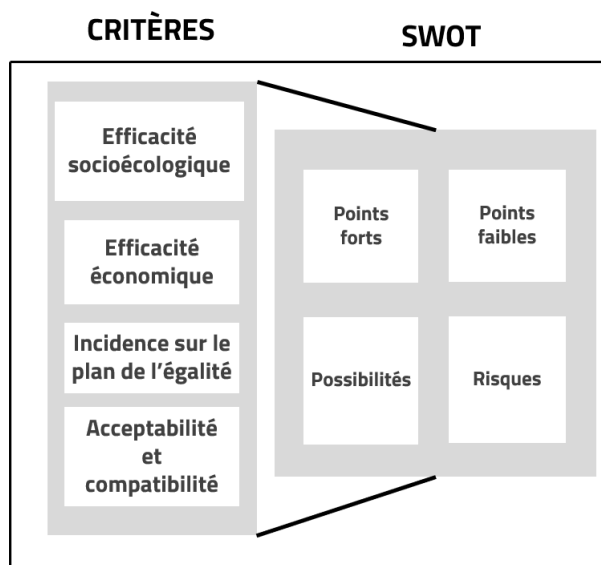 CRITÈRES
SWOT
Efficacité
socioécologique
Efficacité
économique
Incidence sur le
plan de l'égalité
Acceptabilité
et
compatibilité
Points
forts
Points
faibles
Possibilités
Risques